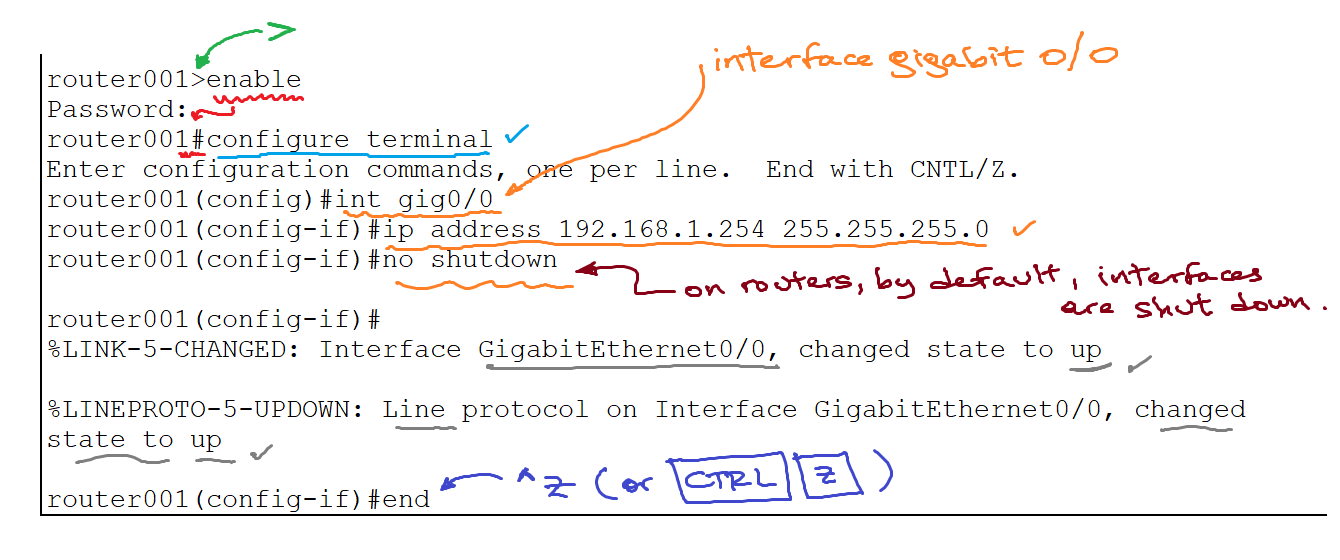 >
router001>enable
interface gigabit 0/0
Password:
router001#configure terminal
Enter configuration commands, one per line.  End with CNTL/Z.
router001(config)#int gig0/0
router001(config-if)#ip address 192.168.1.254 255.255.255.0
router001(config-if)#no shutdown
on routers, by default, interfaces
are shut down.
router001(config-if)#
%LINK-5-CHANGED: Interface GigabitEthernet0/0, changed state to up
%LINEPROTO-5-UPDOWN: Line protocol on Interface GigabitEthernet0/0, changed
state to up
^Z (or CTRL Z)
router001(config-if)#end